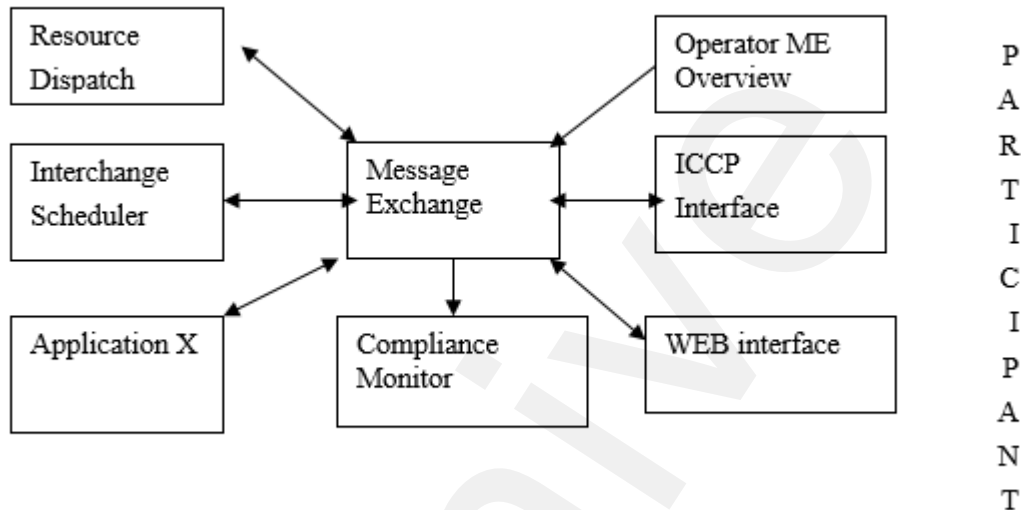 Resource
Dispatch
Operator ME
Overview
Interchange
Scheduler
Message
Exchange
ICCP
Interface
Application X
Compliance
Monitor
WEB interface
P
A
R
T
I
C
I
P
A
N
T